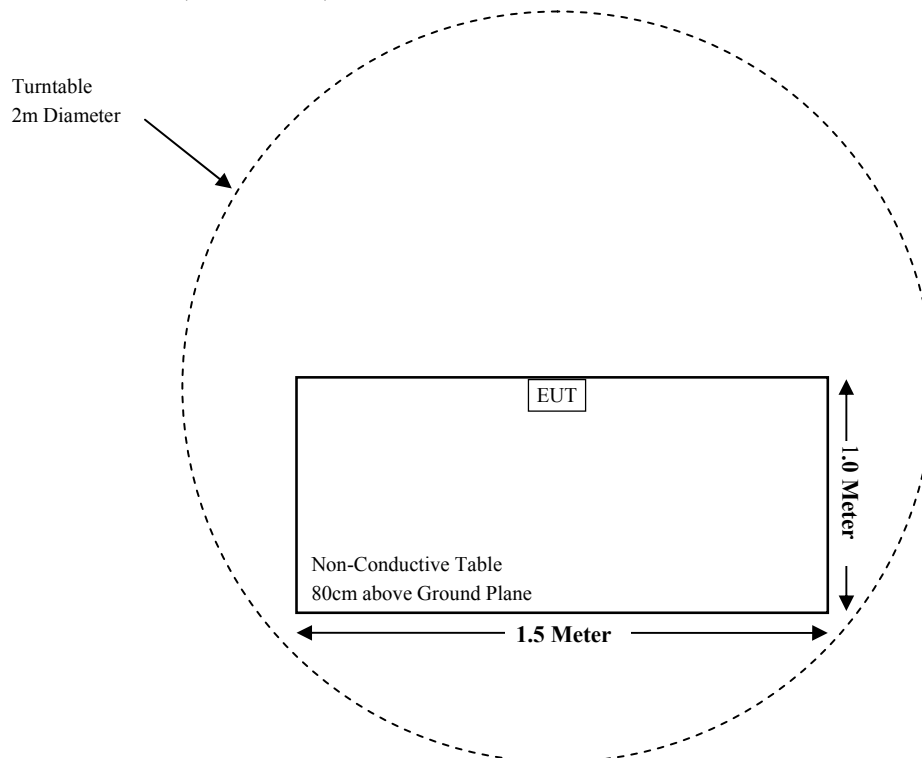 Turntable
2m Diameter
EUT
1.0 Meter
Non-Conductive Table
80cm above Ground Plane
1.5 Meter